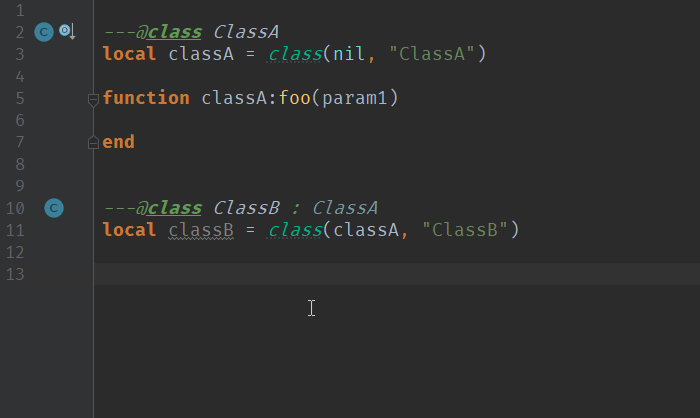 1
2 ---@class ClassA
3 local classA = class(nil, "ClassA")
4
5 function classA:foo(param1)
6
7 end
8
9
10 ---@class ClassB : ClassA
11 local classB = class(classA, "ClassB")
12
13